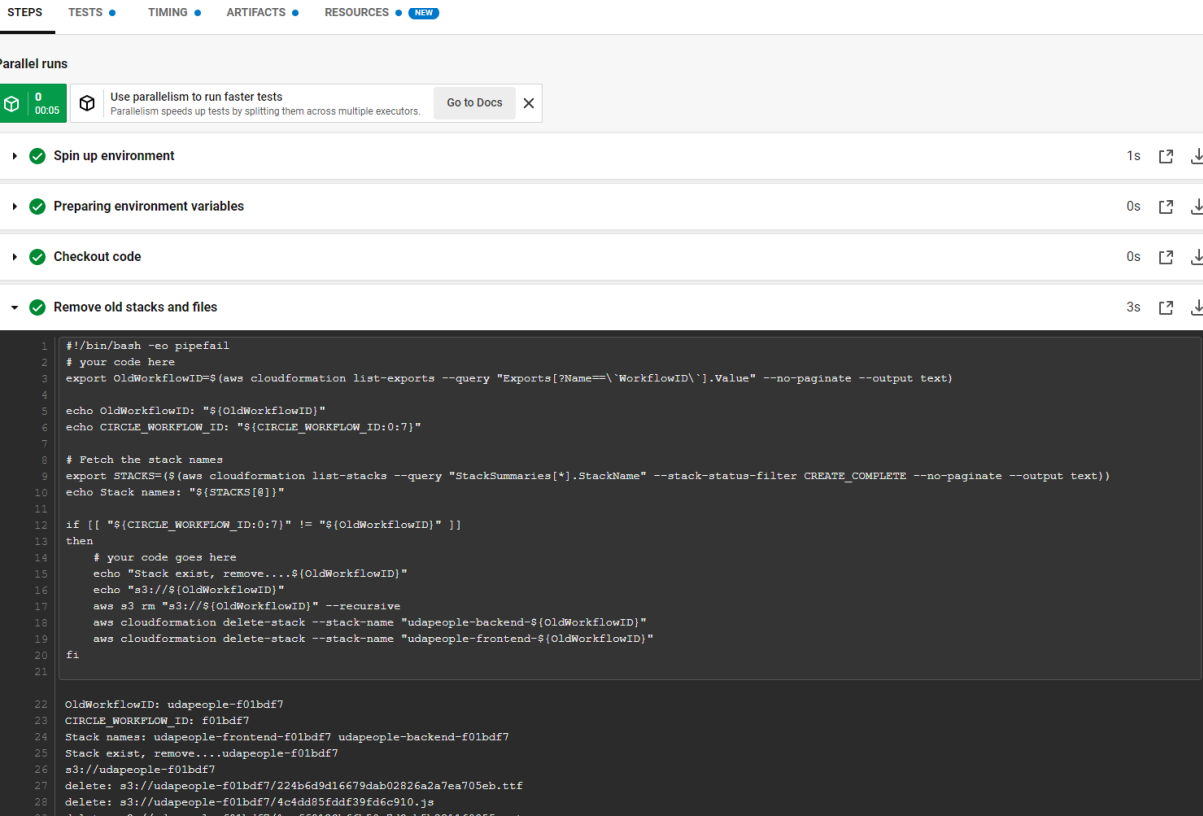 STEPS TESTS TIMING ARTIFACTS RESOURCES NEW
Parallel runs
0
00:05
Use parallelism to run faster tests
Parallelism speeds up tests by splitting them across multiple executors.
Go to Docs
Spin up environment 1s
Preparing environment variables 0s
Checkout code 0s
Remove old stacks and files 3s
1 #!/bin/bash -eo pipefail
2 # your code here
3 export OldWorkflowID=$(aws cloudformation list-exports --query "Exports[?Name==\`WorkflowID\`].Value" --no-paginate --output text)
4
5 echo OldWorkflowID: "${OldWorkflowID}"
6 echo CIRCLE_WORKFLOW_ID: "${CIRCLE_WORKFLOW_ID:0:7}"
7
8 # Fetch the stack names
9 export STACKS=($(aws cloudformation list-stacks --query "StackSummaries[*].StackName" --stack-status-filter CREATE_COMPLETE --no-paginate --output text))
10 echo Stack names: "${STACKS[@]}"
11
12 if [[ "${CIRCLE_WORKFLOW_ID:0:7}" != "${OldWorkflowID}" ]]
13 then
14 # your code goes here
15 echo "Stack exist, remove....${OldWorkflowID}"
16 echo "s3://${OldWorkflowID}"
17 aws s3 rm "s3://${OldWorkflowID}" --recursive
18 aws cloudformation delete-stack --stack-name "udapeople-backend-${OldWorkflowID}"
19 aws cloudformation delete-stack --stack-name "udapeople-frontend-${OldWorkflowID}"
20 fi
21
22 OldWorkflowID: udapeople-f01bdf7
23 CIRCLE_WORKFLOW_ID: f01bdf7
24 Stack names: udapeople-frontend-f01bdf7 udapeople-backend-f01bdf7
25 Stack exist, remove....udapeople-f01bdf7
26 s3://udapeople-f01bdf7
27 delete: s3://udapeople-f01bdf7/224b6d9d16679dab02826a2a7ea705eb.ttf
28 delete: s3://udapeople-f01bdf7/4c4dd85fddf39fd6c910.js